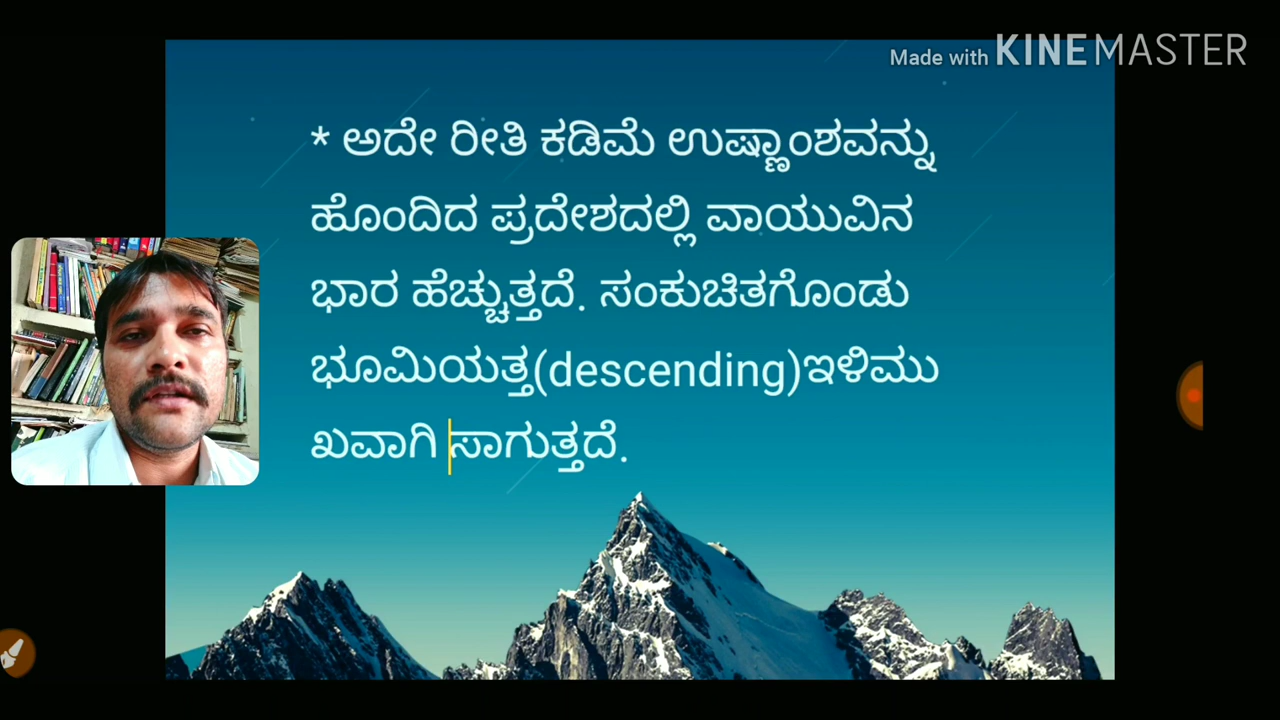 Made with KINEMASTER
* ಅದೇ ರೀತಿ ಕಡಿಮೆ ಉಷ್ಣಾಂಶವನ್ನು
ಹೊಂದಿದ ಪ್ರದೇಶದಲ್ಲಿ ವಾಯುವಿನ
ಭಾರ ಹೆಚ್ಚುತ್ತದೆ. ಸಂಕುಚಿತಗೊಂಡು
ಭೂಮಿಯತ್ತ(descending)ಇಳಿಮು
ಖವಾಗಿ ಸಾಗುತ್ತದೆ.